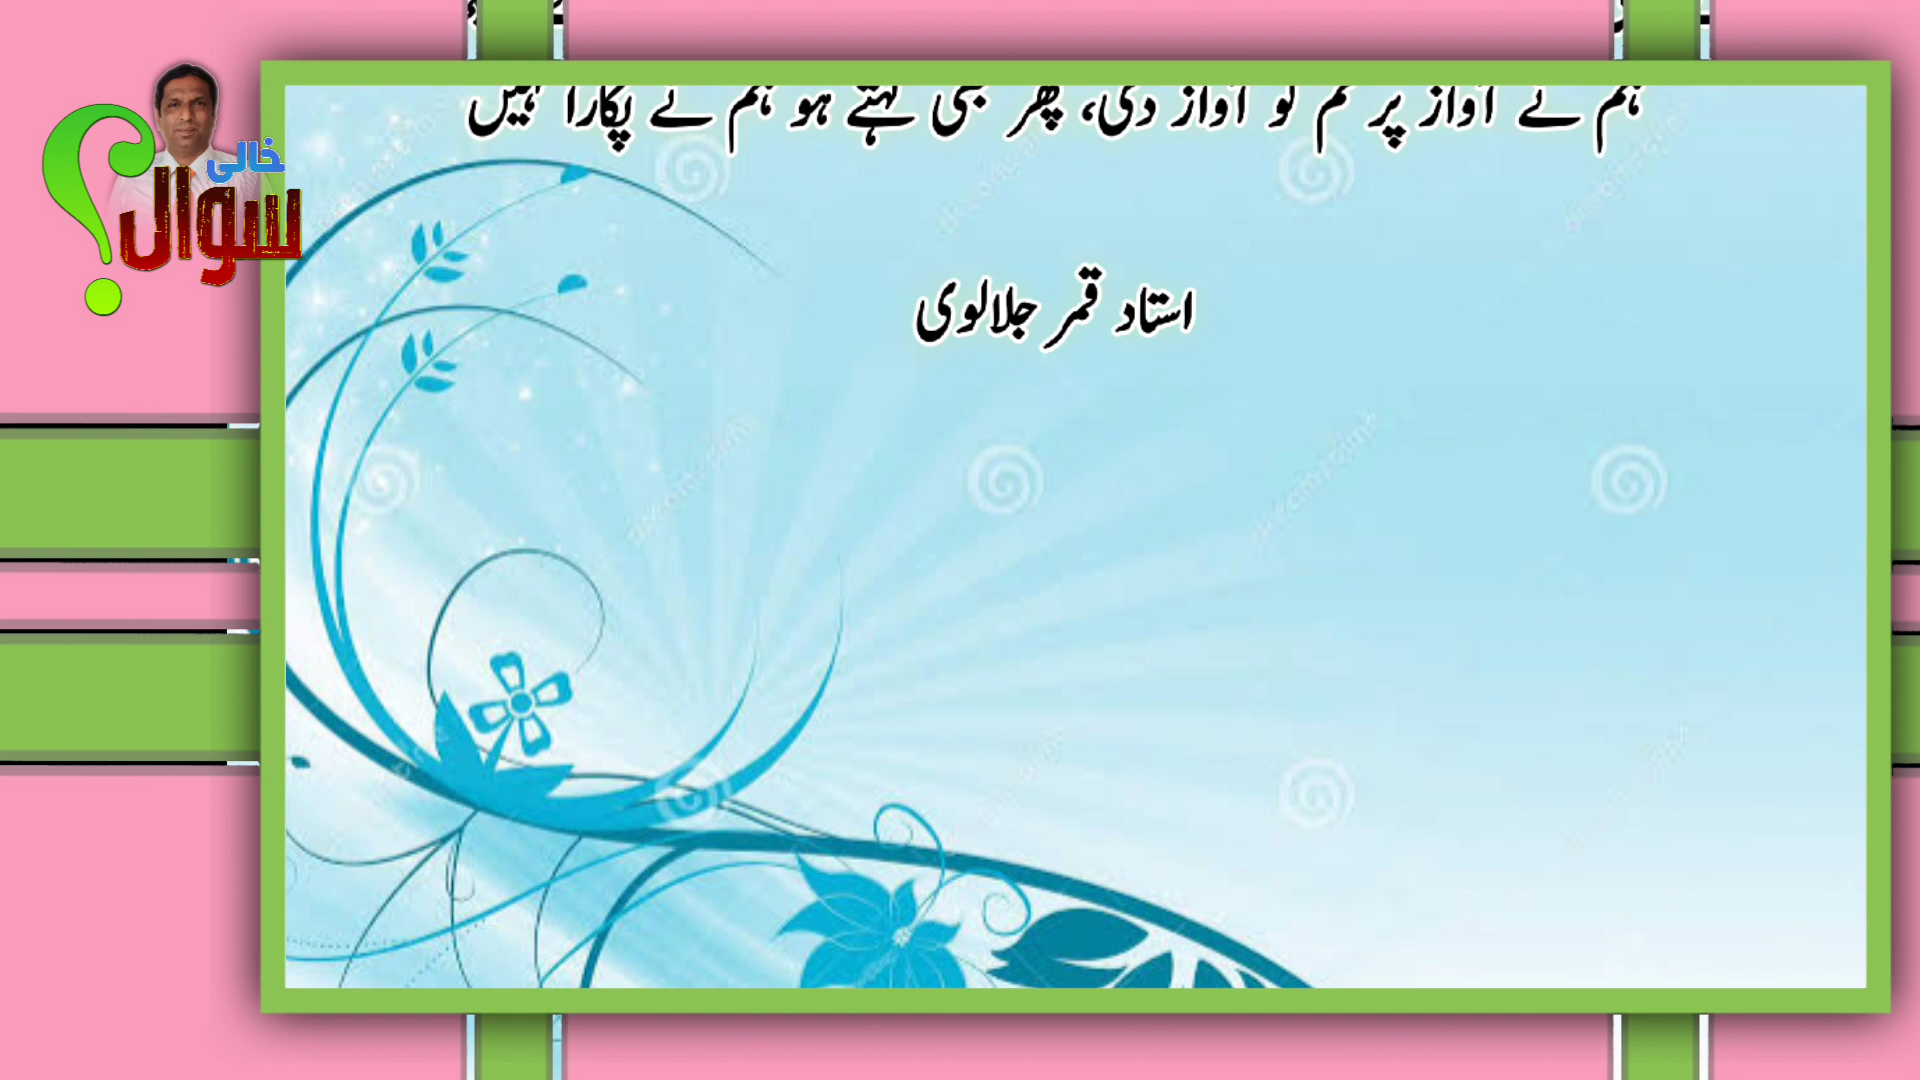 ہم نے آواز پر تم کو آواز دی، پھر بھی کہتے ہو ہم نے پکارا نہیں
استاد قمر جلالوی
خالی
سوال